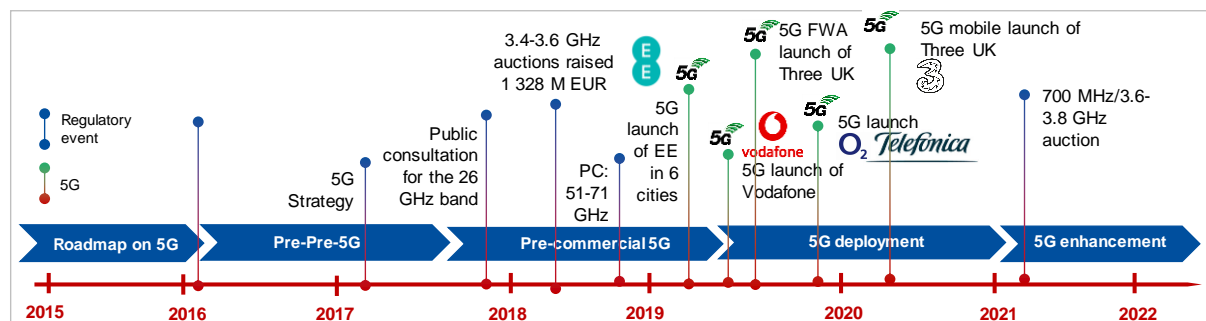 Regulatory
event
5G
5G
Strategy
Public
consultation
for the 26
GHz band
3.4-3.6 GHz
auctions raised
1 328 M EUR
PC:
51-71
GHz
E
E
5G
5G
launch
of EE
in 6
cities
5G
vodafone
5G launch of
Vodafone
5G
5G FWA
launch of
Three UK
5G
5G launch
O2 Telefónica
5G
5G mobile launch of
Three UK
3
700 MHz/3.6-
3.8 GHz
auction
Roadmap on 5G
Pre-Pre-5G
Pre-commercial 5G
5G deployment
5G enhancement
2015
2016
2017
2018
2019
2020
2021
2022